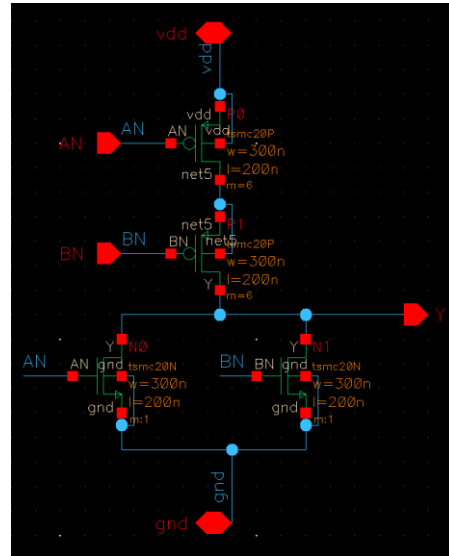 vdd
vdd
vdd P0
AN AN AN vdd tsmc20P
w=300n
l=200n
net5 m=6
net5 P1
BN BN BN net5 tsmc20P
w=300n
l=200n
Y m=6
Y
Y N0 Y N1
AN AN gnd tsmc20N BN BN gnd tsmc20N
w=300n w=300n
l=200n l=200n
gnd m:1 gnd m:1
gnd
gnd